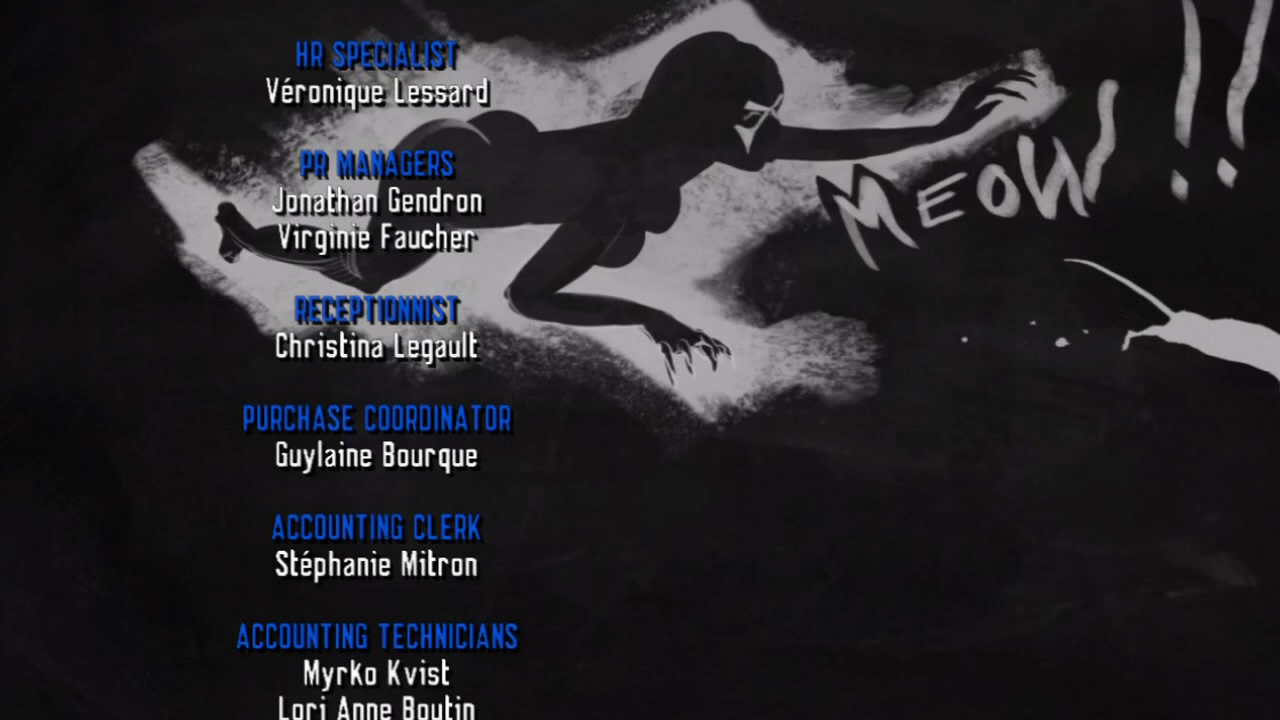 HR SPECIALIST
Véronique Lessard
PR MANAGERS
Jonathan Gendron
Virginie Faucher
RECEPTIONNIST
Christina Legault
PURCHASE COORDINATOR
Guylaine Bourque
ACCOUNTING CLERK
Stéphanie Mitron
ACCOUNTING TECHNICIANS
Myrko Kvist
Lori Anne Boutin
MEOW !!